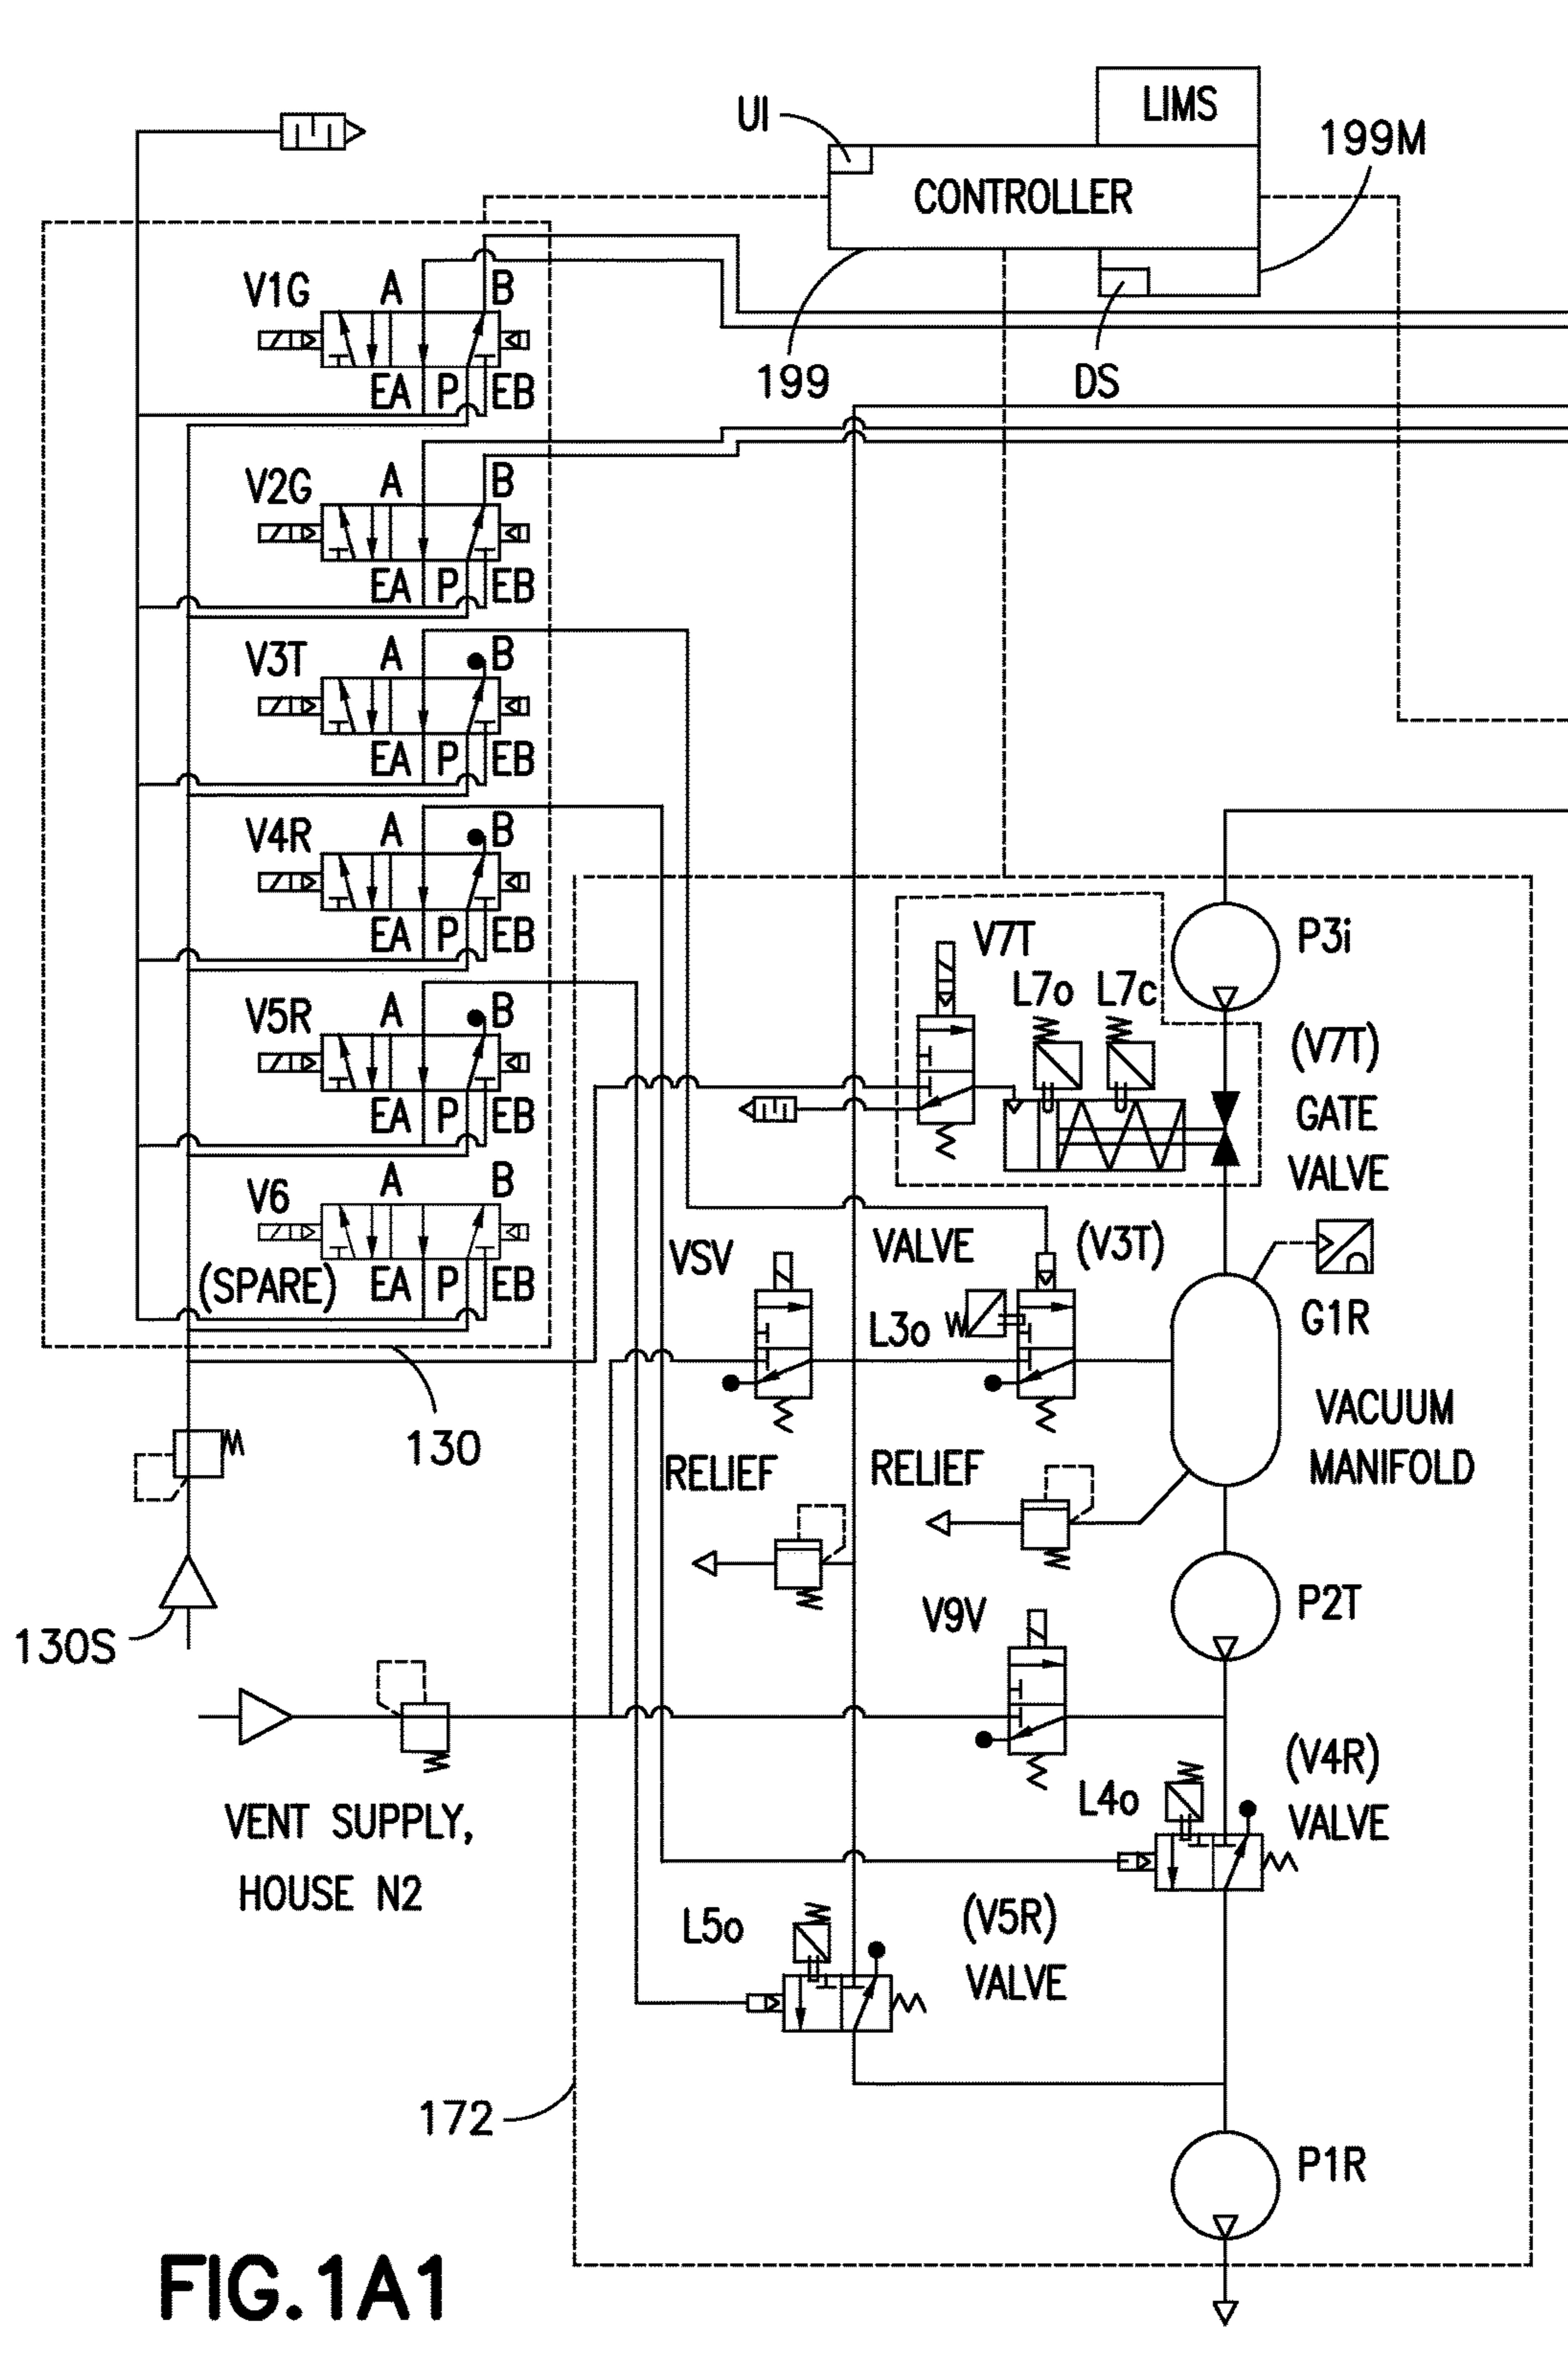 LIMS
UI
199M
CONTROLLER
V1G A B
EA P EB
199
DS
V2G A B
EA P EB
V3T A B
EA P EB
V4R A B
EA P EB
V7T
P3i
L7o L7c
V5R A B
EA P EB
(V7T)
GATE
VALVE
V6 A B
(SPARE) EA P EB
VSV
VALVE (V3T)
L3o
G1R
130
VACUUM
MANIFOLD
RELIEF
RELIEF
130S
V9V
P2T
VENT SUPPLY,
HOUSE N2
(V4R)
VALVE
L4o
L5o
(V5R)
VALVE
172
P1R
FIG.1A1